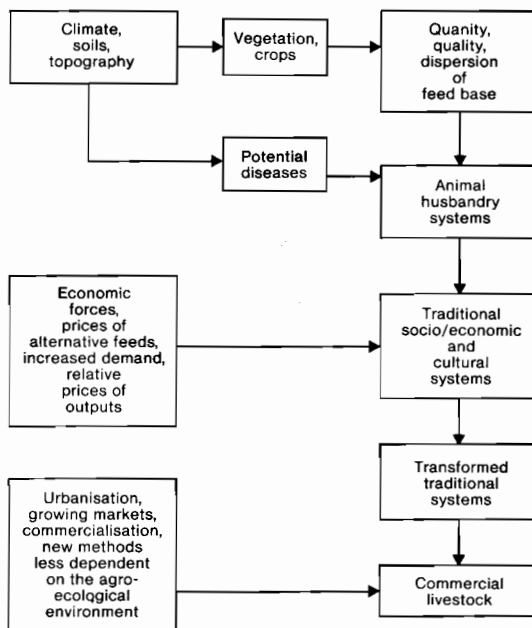 Climate,
soils,
topography
Vegetation,
crops
Quanity,
quality,
dispersion
of
feed base
Potential
diseases
Animal
husbandry
systems
Economic
forces,
prices of
alternative feeds,
increased demand,
relative
prices of
outputs
Traditional
socio/economic
and
cultural
systems
Transformed
traditional
systems
Urbanisation,
growing markets,
commercialisation,
new methods
less dependent
on the agro-
ecological
environment
Commercial
livestock